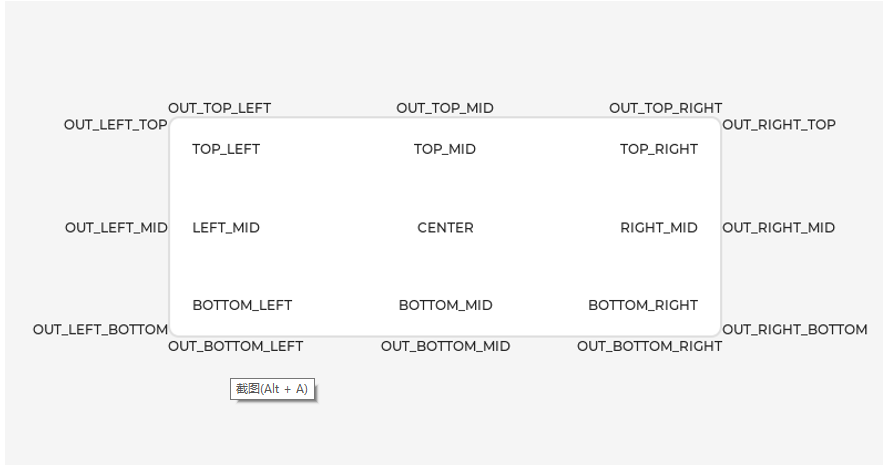 OUT_TOP_LEFT OUT_TOP_MID OUT_TOP_RIGHT
OUT_LEFT_TOP OUT_RIGHT_TOP
TOP_LEFT TOP_MID TOP_RIGHT
OUT_LEFT_MID LEFT_MID CENTER RIGHT_MID OUT_RIGHT_MID
BOTTOM_LEFT BOTTOM_MID BOTTOM_RIGHT
OUT_LEFT_BOTTOM OUT_RIGHT_BOTTOM
OUT_BOTTOM_LEFT OUT_BOTTOM_MID OUT_BOTTOM_RIGHT
截图(Alt + A)